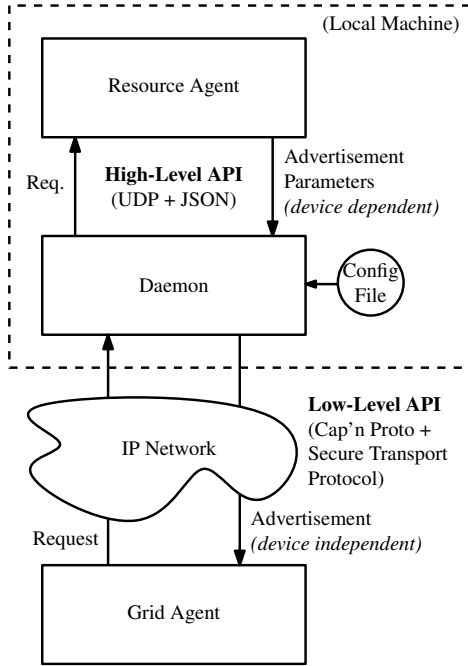 (Local Machine)
Resource Agent
Req.
High-Level API
(UDP + JSON)
Advertisement
Parameters
(device dependent)
Daemon
Config
File
Low-Level API
(Cap'n Proto +
Secure Transport
Protocol)
IP Network
Request
Advertisement
(device independent)
Grid Agent